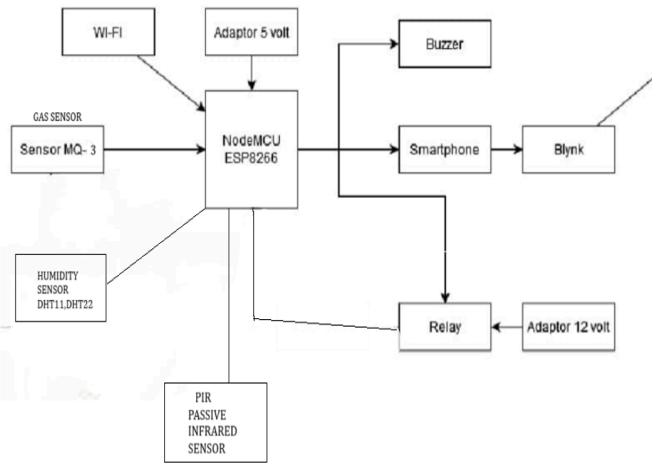 WI-FI
Adaptor 5 volt
Buzzer
GAS SENSOR
Sensor MQ- 3
NodeMCU
ESP8266
Smartphone
Blynk
HUMIDITY
SENSOR
DHT11,DHT22
Relay
Adaptor 12 volt
PIR
PASSIVE
INFRARED
SENSOR